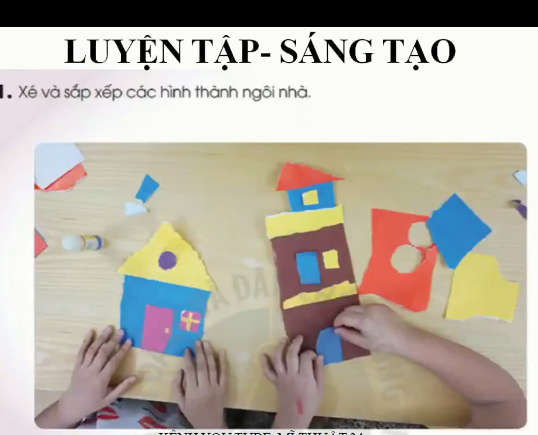 LUYỆN TẬP- SÁNG TẠO
1. Xé và sắp xếp các hình thành ngôi nhà.